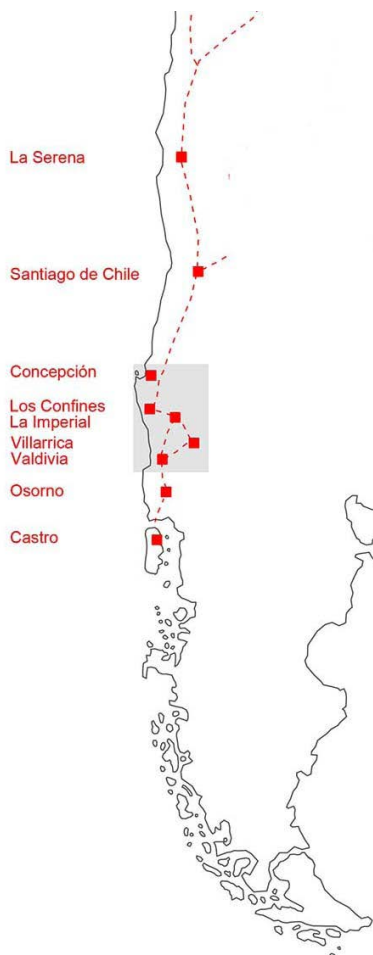 La Serena
Santiago de Chile
Concepción
Los Confines
La Imperial
Villarrica
Valdivia
Osorno
Castro